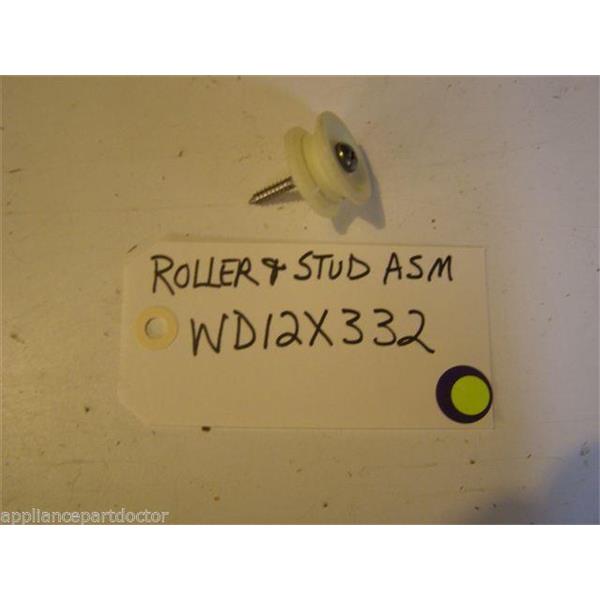 ROLLER & STUD ASM
WD12X332
appliancepartdoctor